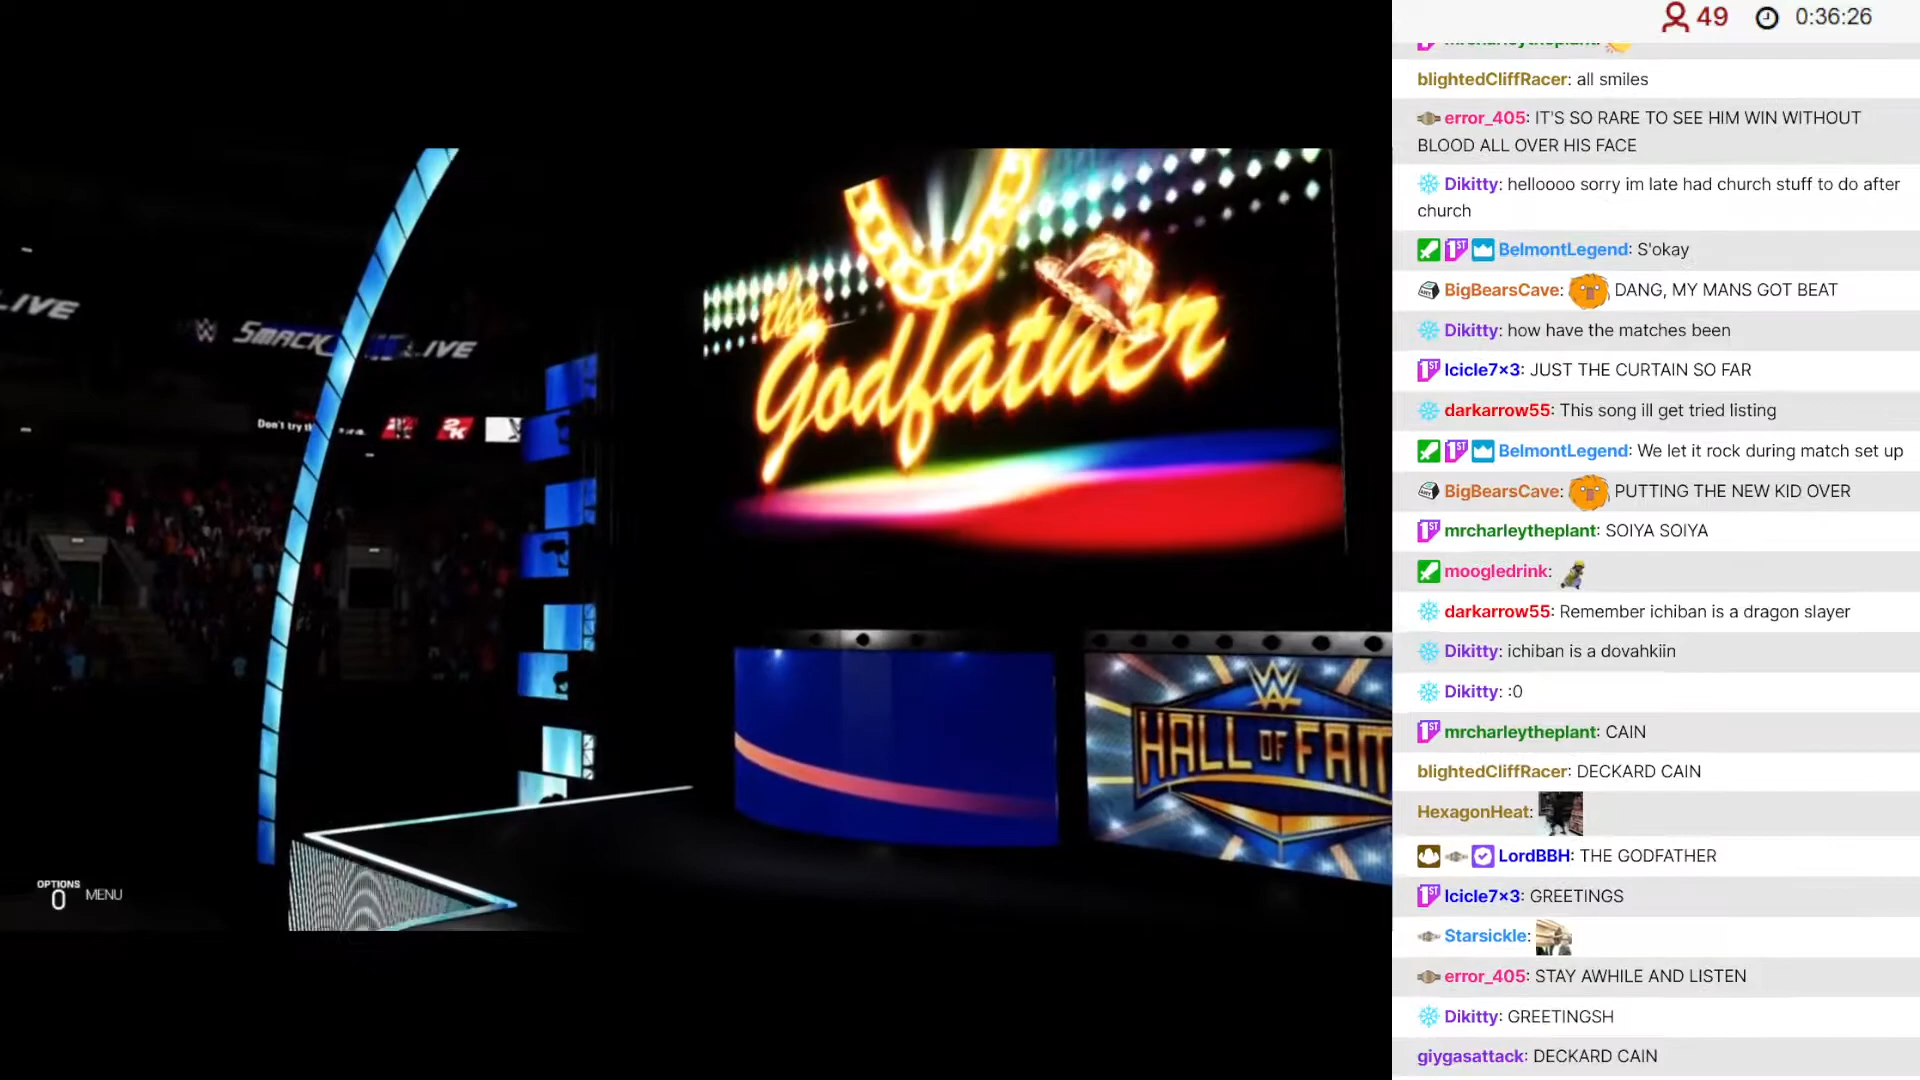 49 0:36:26
mrcharleytheplant:
blightedCliffRacer: all smiles
error_405: IT'S SO RARE TO SEE HIM WIN WITHOUT
BLOOD ALL OVER HIS FACE
Dikitty: helloooo sorry im late had church stuff to do after
church
BelmontLegend: S'okay
BigBearsCave: DANG, MY MANS GOT BEAT
Dikitty: how have the matches been
Icicle7x3: JUST THE CURTAIN SO FAR
darkarrow55: This song ill get tried listing
BelmontLegend: We let it rock during match set up
BigBearsCave: PUTTING THE NEW KID OVER
mrcharleytheplant: SOIYA SOIYA
moogledrink:
darkarrow55: Remember ichiban is a dragon slayer
Dikitty: ichiban is a dovahkiin
Dikitty: :0
mrcharleytheplant: CAIN
blightedCliffRacer: DECKARD CAIN
HexagonHeat:
LordBBH: THE GODFATHER
Icicle7x3: GREETINGS
Starsickle:
error_405: STAY AWHILE AND LISTEN
Dikitty: GREETINGSH
giygasattack: DECKARD CAIN
the
Godfather
LIVE
SMACK LIVE
Don't try
2K
W
HALL OF FAM
OPTIONS
MENU